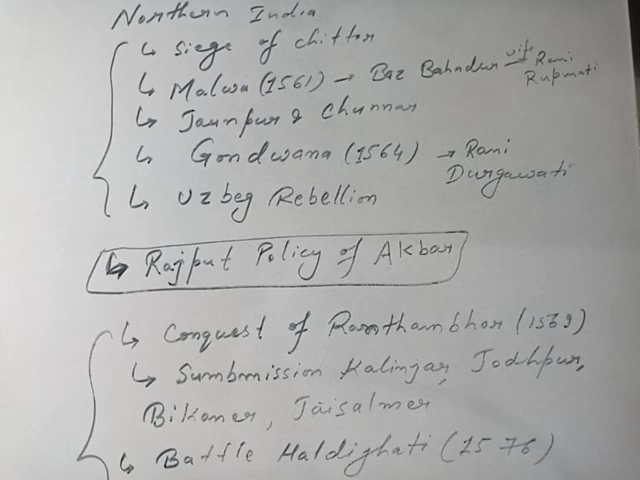 Northern India
↳ siege of chittor
↳ Malwa (1561) → Baz Bahadur wife→ Rani Rupmati
↳ Jaunpur & Chunnar
↳ Gondwana (1564) → Rani Durgawati
↳ Uzbeg Rebellion
↳ Rajput Policy of Akbar
↳ Conquest of Ranthambhor (1569)
↳ Sumbmission Kalinjar, Jodhpur,
Bikaner, Jaisalmer
↳ Battle Haldighati (1576)